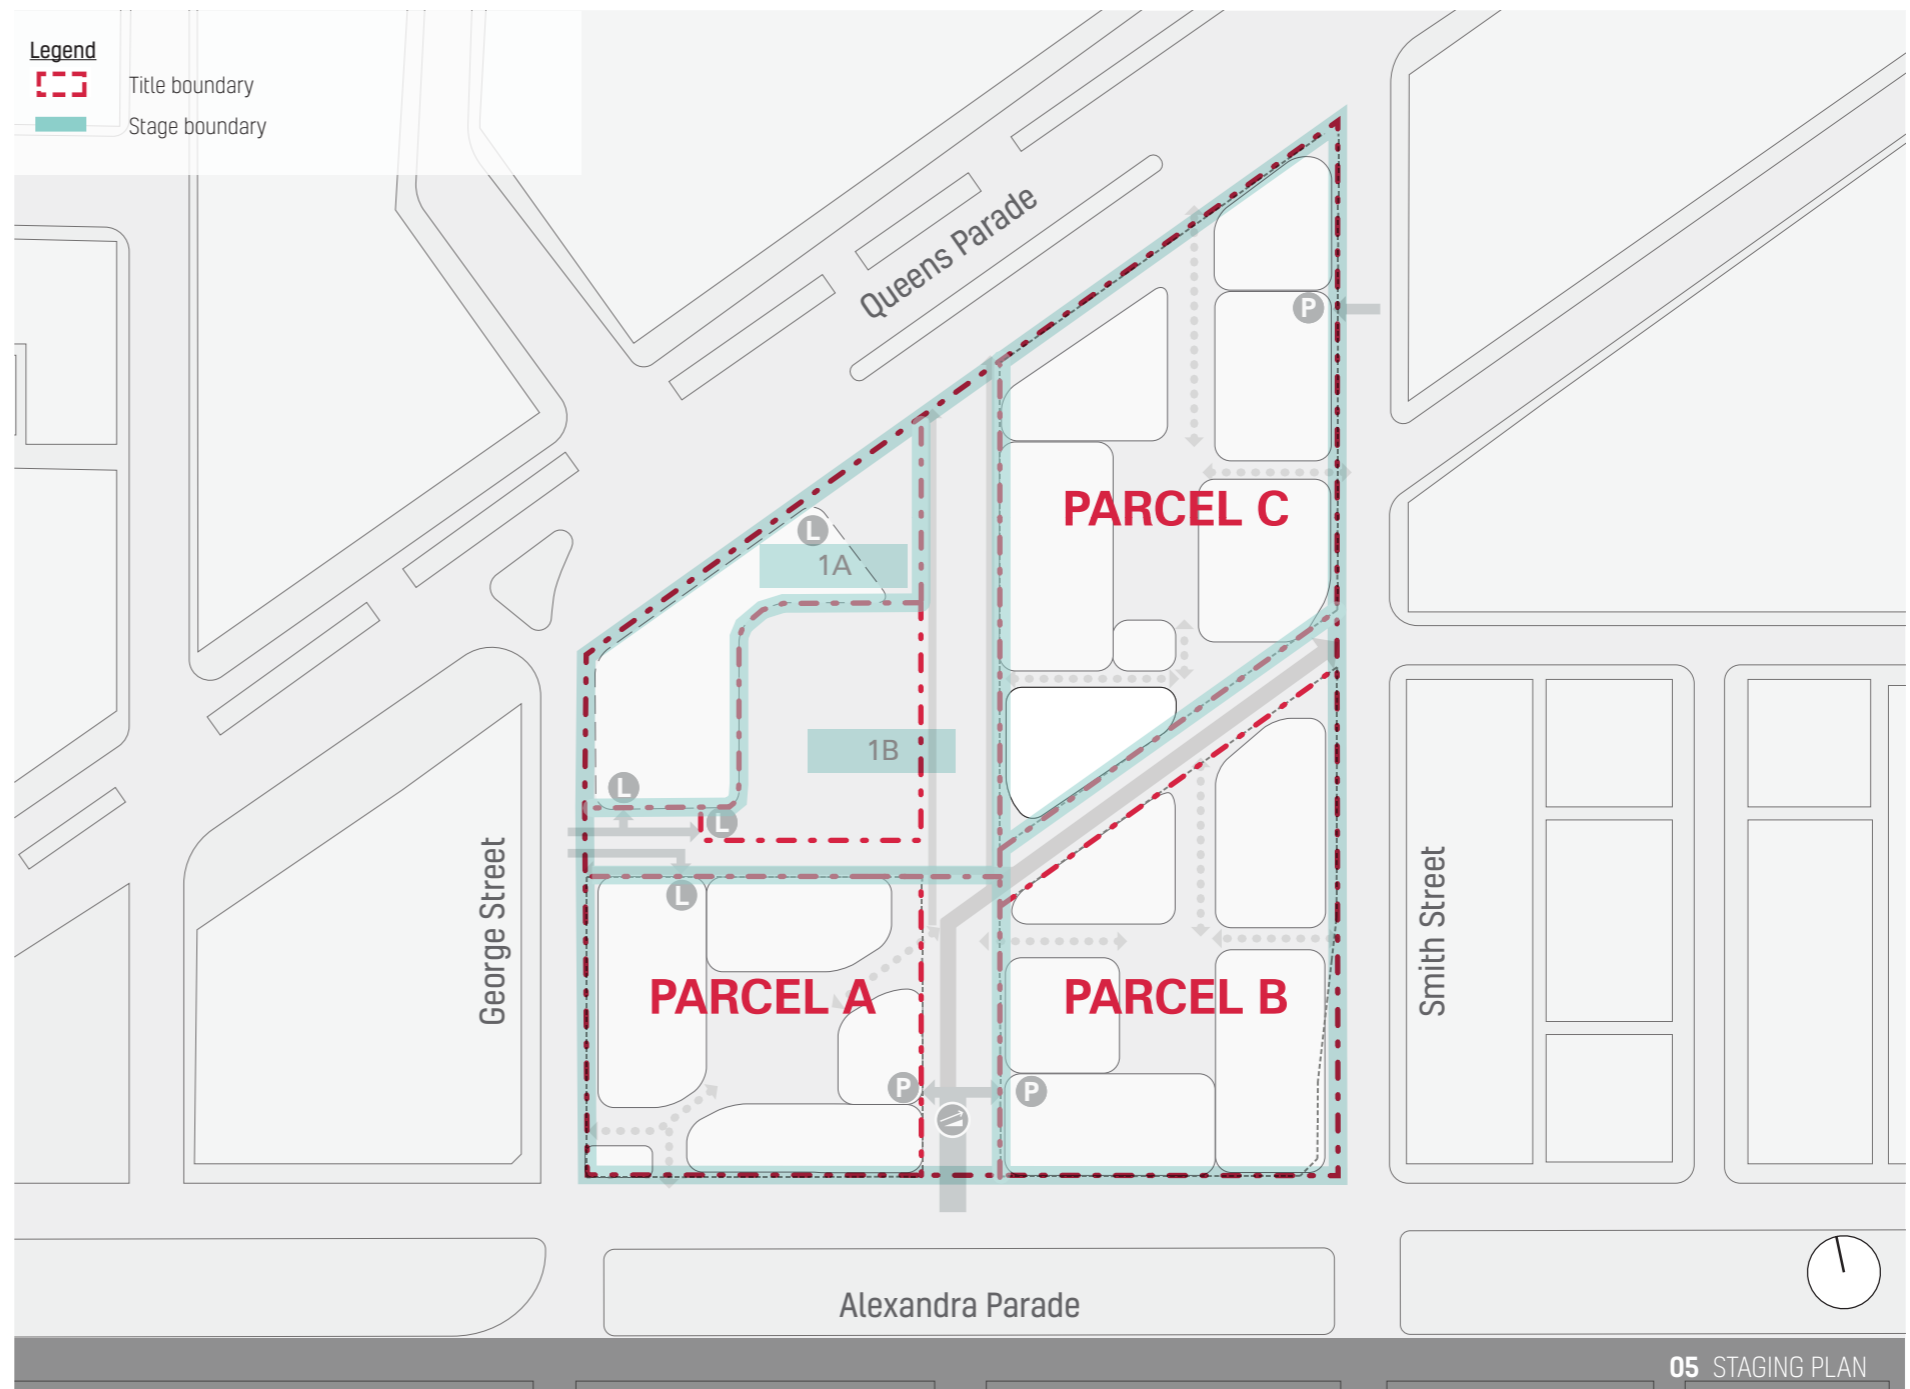 Legend
Title boundary
Stage boundary
Queens Parade
P
PARCEL C
L
1A
1B
L
L
George Street
Smith Street
L
PARCEL A
PARCEL B
P
P
Alexandra Parade
05 STAGING PLAN